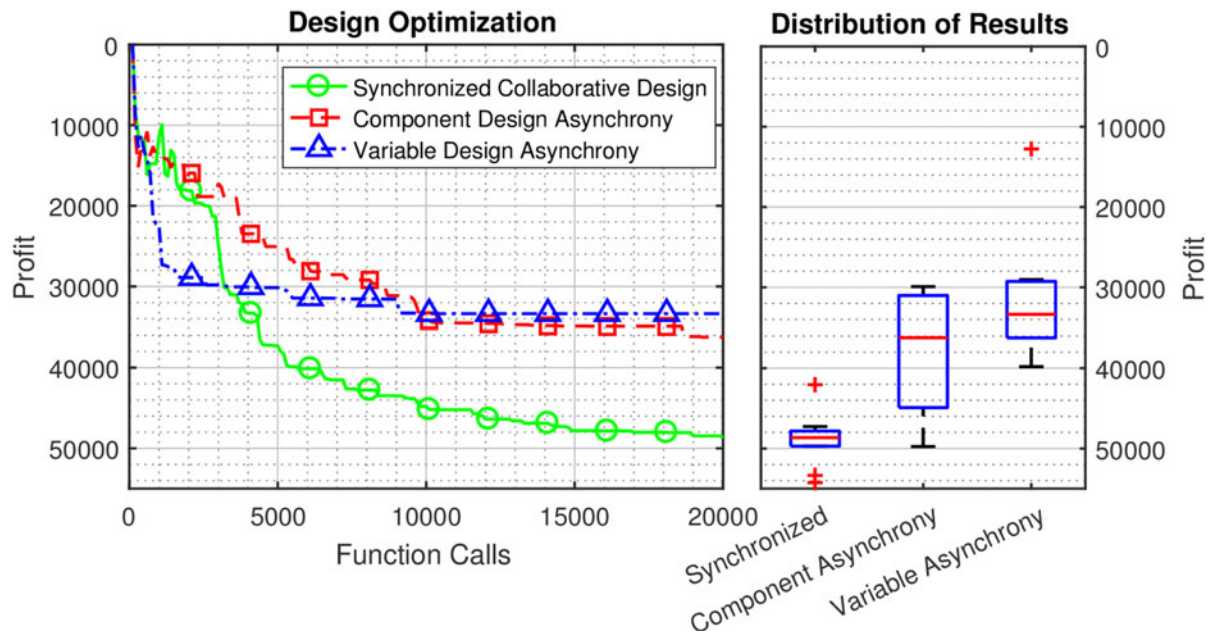 Design Optimization
0
10000
20000
30000
40000
50000
Profit
0
5000
10000
15000
20000
Function Calls
Synchronized Collaborative Design
Component Design Asynchrony
Variable Design Asynchrony
Distribution of Results
0
10000
20000
30000
40000
50000
Profit
Synchronized
Component Asynchrony
Variable Asynchrony